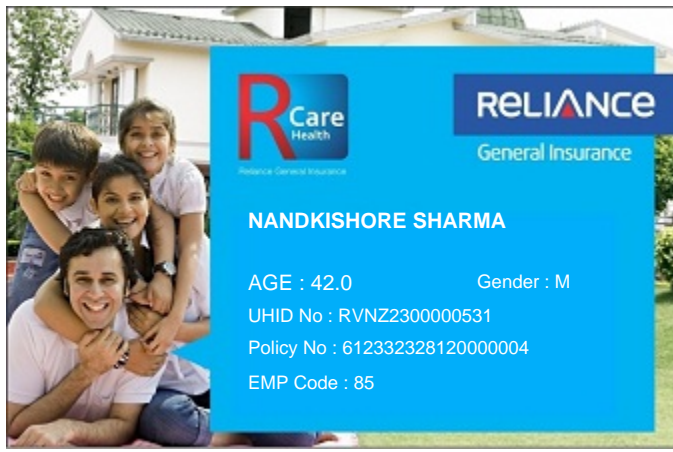 R Care
Health
Reliance General Insurance
RELIANCE
General Insurance
NANDKISHORE SHARMA
AGE : 42.0 Gender : M
UHID No : RVNZ2300000531
Policy No : 612332328120000004
EMP Code : 85